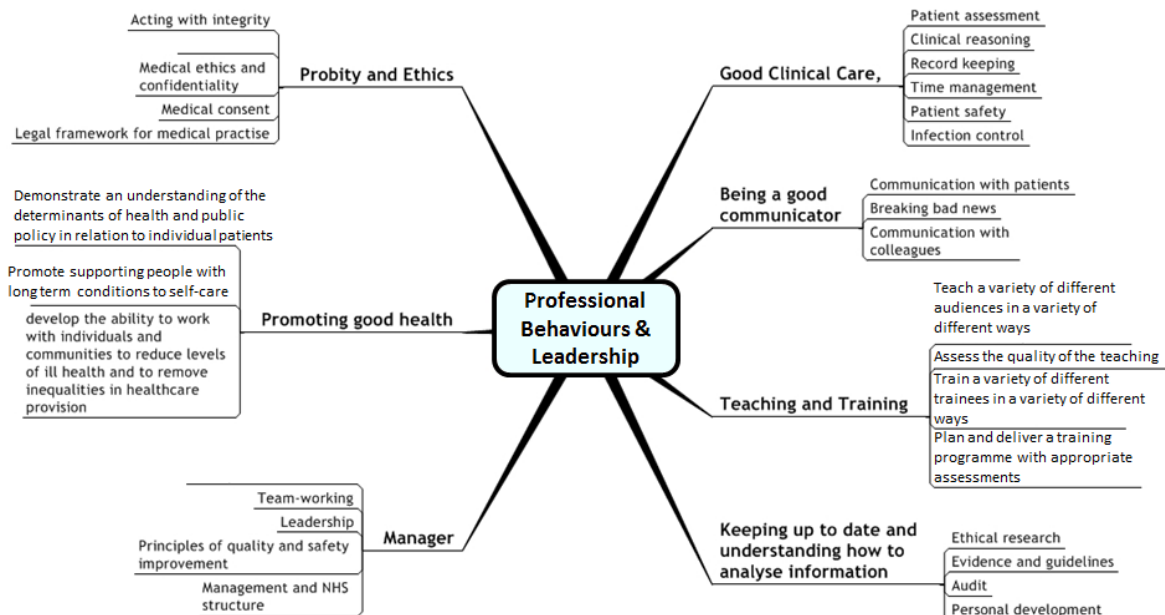 Professional
Behaviours &
Leadership
Probity and Ethics
Acting with integrity
Medical ethics and
confidentiality
Medical consent
Legal framework for medical practise
Promoting good health
Demonstrate an understanding of the
determinants of health and public
policy in relation to individual patients
Promote supporting people with
long term conditions to self-care
develop the ability to work
with individuals and
communities to reduce levels
of ill health and to remove
inequalities in healthcare
provision
Manager
Team-working
Leadership
Principles of quality and safety
improvement
Management and NHS
structure
Good Clinical Care,
Patient assessment
Clinical reasoning
Record keeping
Time management
Patient safety
Infection control
Being a good
communicator
Communication with patients
Breaking bad news
Communication with
colleagues
Teaching and Training
Teach a variety of different
audiences in a variety of
different ways
Assess the quality of the teaching
Train a variety of different
trainees in a variety of different
ways
Plan and deliver a training
programme with appropriate
assessments
Keeping up to date and
understanding how to
analyse information
Ethical research
Evidence and guidelines
Audit
Personal development